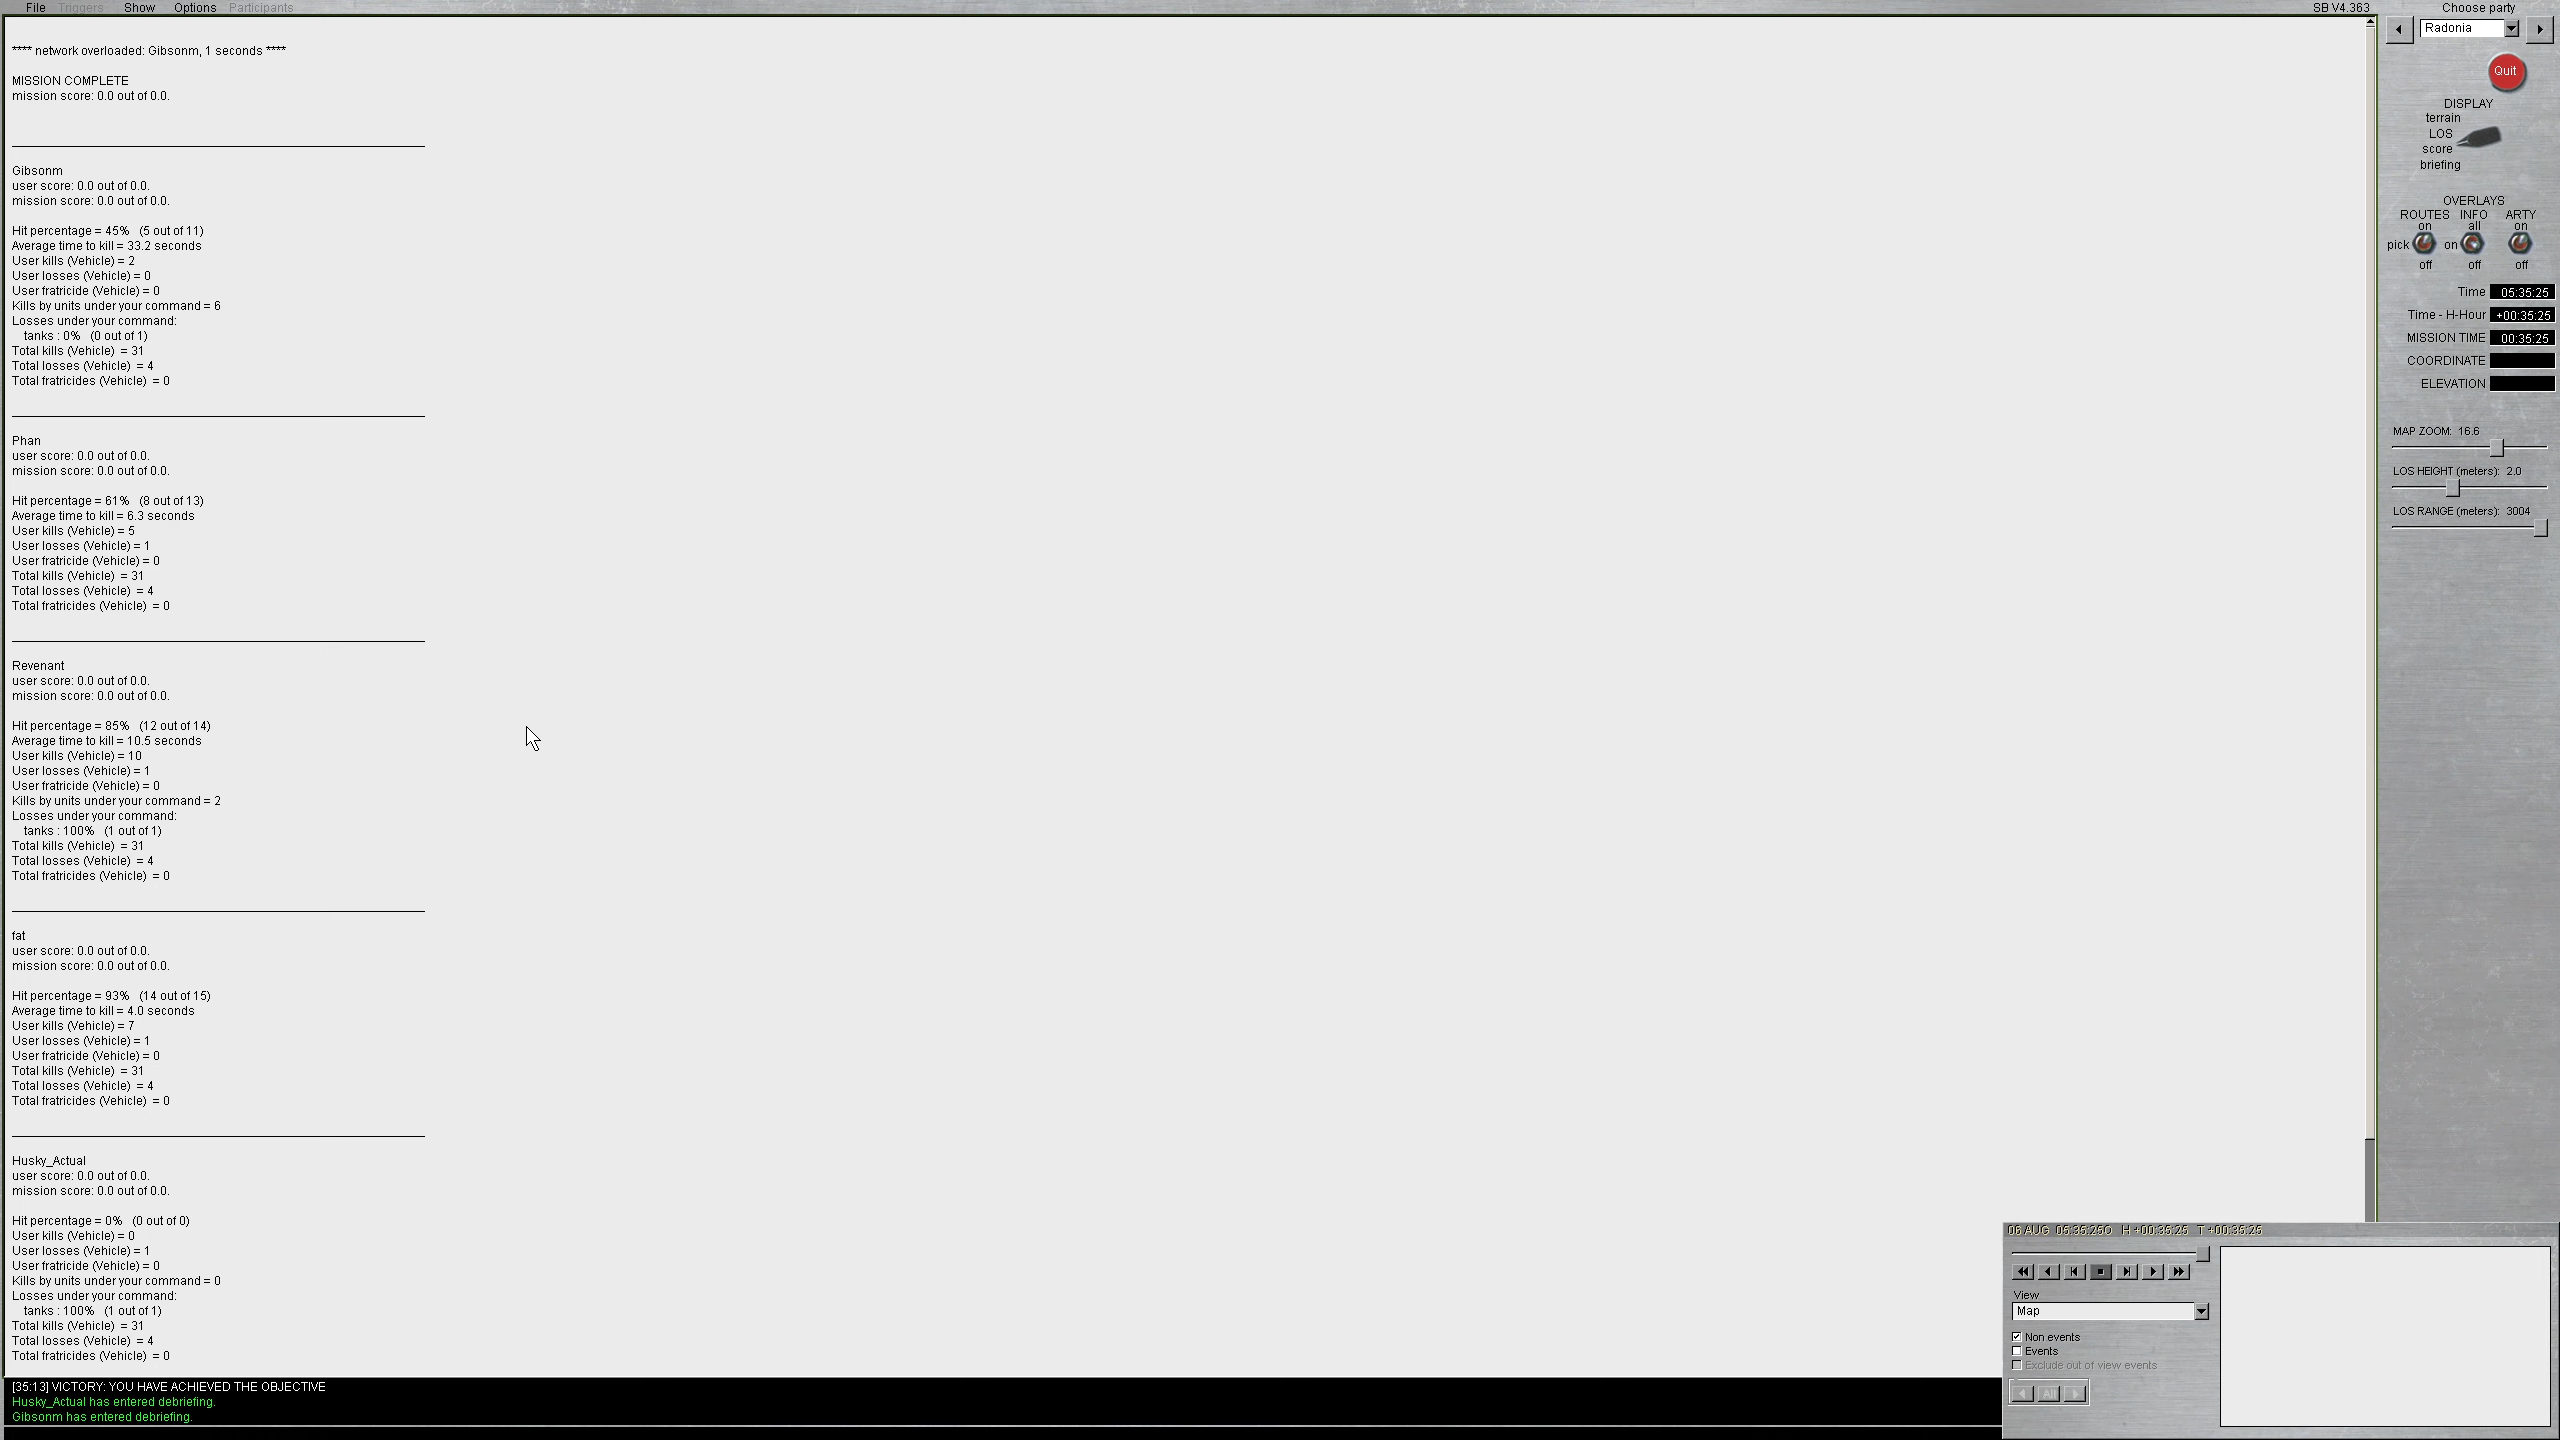 File Triggers Show Options Participants SB V4.363
**** network overloaded: Gibsonm, 1 seconds ****
MISSION COMPLETE
mission score: 0.0 out of 0.0.
Gibsonm
user score: 0.0 out of 0.0.
mission score: 0.0 out of 0.0.
Hit percentage = 45% (5 out of 11)
Average time to kill = 33.2 seconds
User kills (Vehicle) = 2
User losses (Vehicle) = 0
User fratricide (Vehicle) = 0
Kills by units under your command = 6
Losses under your command:
tanks : 0% (0 out of 1)
Total kills (Vehicle) = 31
Total losses (Vehicle) = 4
Total fratricides (Vehicle) = 0
Phan
user score: 0.0 out of 0.0.
mission score: 0.0 out of 0.0.
Hit percentage = 61% (8 out of 13)
Average time to kill = 6.3 seconds
User kills (Vehicle) = 5
User losses (Vehicle) = 1
User fratricide (Vehicle) = 0
Total kills (Vehicle) = 31
Total losses (Vehicle) = 4
Total fratricides (Vehicle) = 0
Revenant
user score: 0.0 out of 0.0.
mission score: 0.0 out of 0.0.
Hit percentage = 85% (12 out of 14)
Average time to kill = 10.5 seconds
User kills (Vehicle) = 10
User losses (Vehicle) = 1
User fratricide (Vehicle) = 0
Kills by units under your command = 2
Losses under your command:
tanks : 100% (1 out of 1)
Total kills (Vehicle) = 31
Total losses (Vehicle) = 4
Total fratricides (Vehicle) = 0
fat
user score: 0.0 out of 0.0.
mission score: 0.0 out of 0.0.
Hit percentage = 93% (14 out of 15)
Average time to kill = 4.0 seconds
User kills (Vehicle) = 7
User losses (Vehicle) = 1
User fratricide (Vehicle) = 0
Total kills (Vehicle) = 31
Total losses (Vehicle) = 4
Total fratricides (Vehicle) = 0
Husky_Actual
user score: 0.0 out of 0.0.
mission score: 0.0 out of 0.0.
Hit percentage = 0% (0 out of 0)
User kills (Vehicle) = 0
User losses (Vehicle) = 1
User fratricide (Vehicle) = 0
Kills by units under your command = 0
Losses under your command:
tanks : 100% (1 out of 1)
Total kills (Vehicle) = 31
Total losses (Vehicle) = 4
Total fratricides (Vehicle) = 0
[35:13] VICTORY: YOU HAVE ACHIEVED THE OBJECTIVE
Husky_Actual has entered debriefing.
Gibsonm has entered debriefing.
Choose party
Radonia
Quit
DISPLAY
terrain
LOS
score
briefing
OVERLAYS
ROUTES INFO ARTY
on all on
pick on
off off off
Time 05:35:25
Time - H-Hour +00:35:25
MISSION TIME 00:35:25
COORDINATE
ELEVATION
MAP ZOOM: 16.6
LOS HEIGHT (meters): 2.0
LOS RANGE (meters): 3004
06 AUG 05:35:25O H +00:35:25 T +00:35:25
View
Map
Non events
Events
Exclude out of view events
All